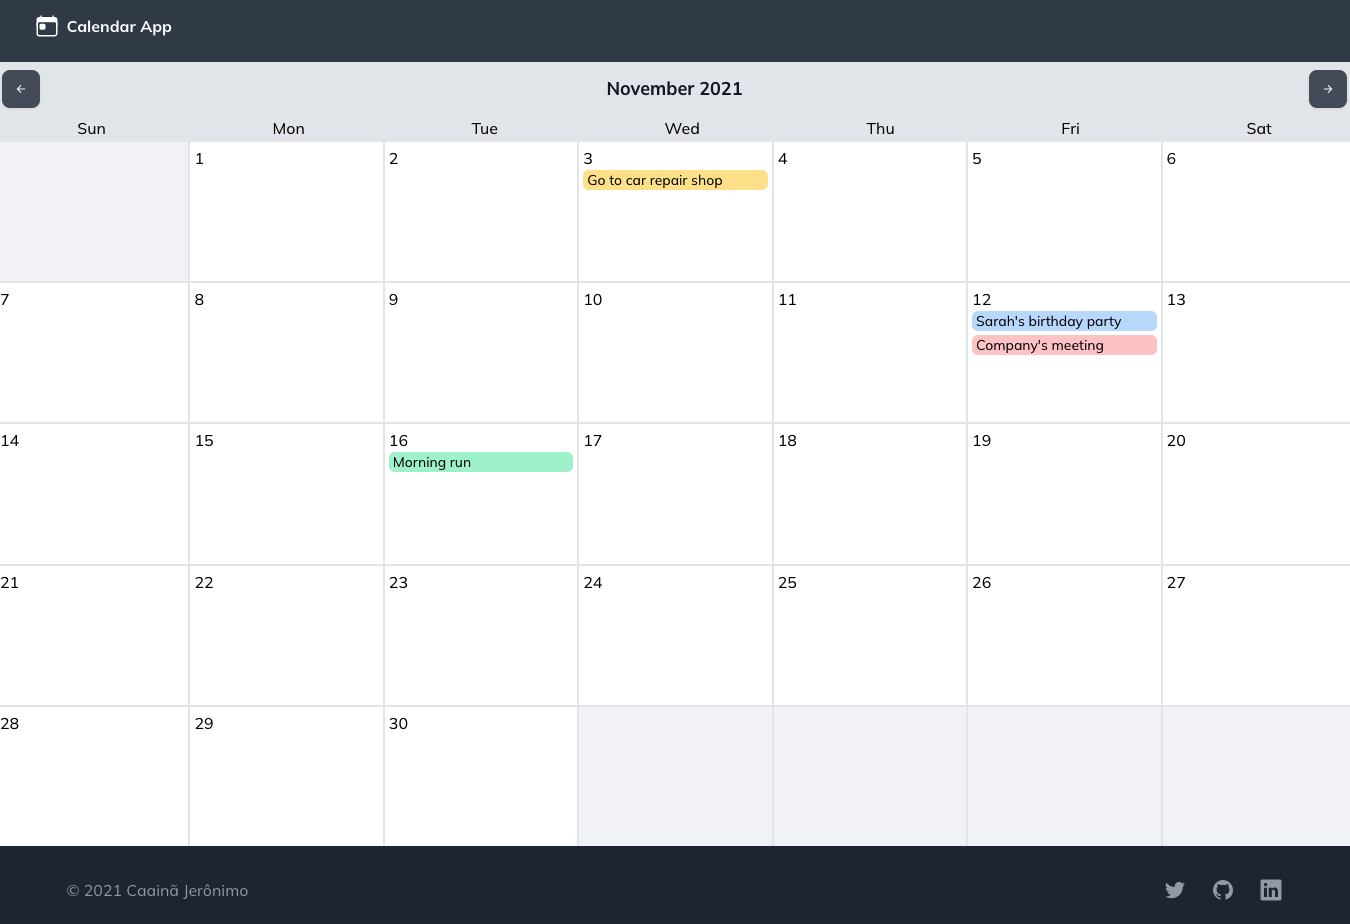 Calendar App
November 2021
Sun Mon Tue Wed Thu Fri Sat
1 2 3 4 5 6
Go to car repair shop
7 8 9 10 11 12 13
Sarah's birthday party
Company's meeting
14 15 16 17 18 19 20
Morning run
21 22 23 24 25 26 27
28 29 30
© 2021 Caainã Jerônimo